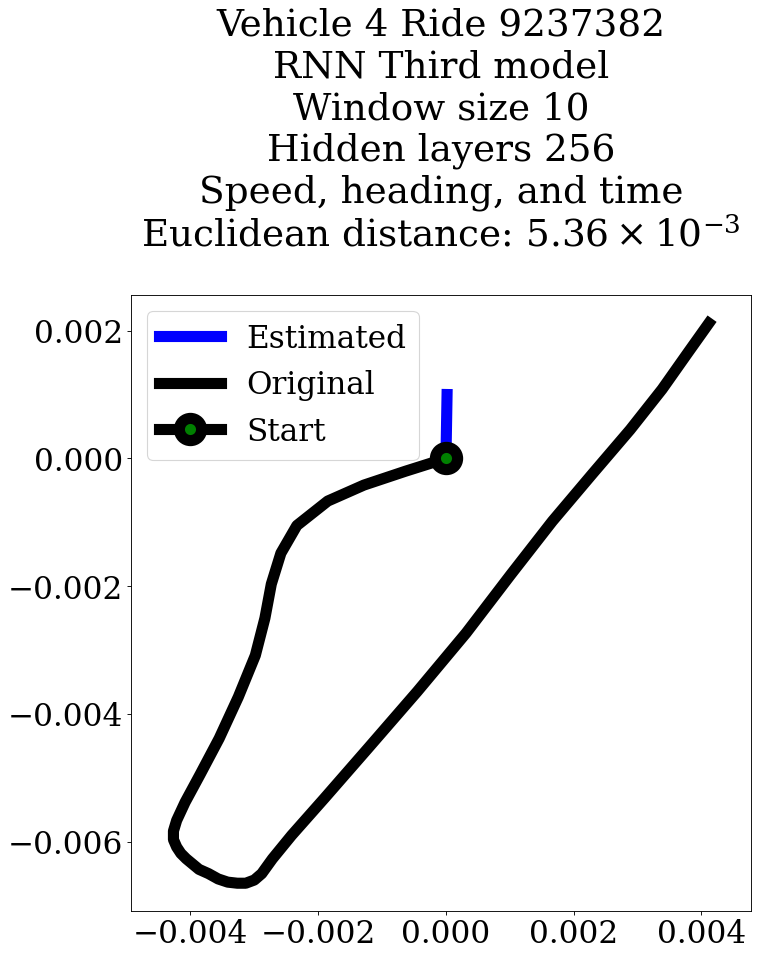 Vehicle 4 Ride 9237382
RNN Third model
Window size 10
Hidden layers 256
Speed, heading, and time
Euclidean distance: 5.36 × 10⁻³
Estimated
Original
Start
0.002
0.000
−0.002
−0.004
−0.006
−0.004 −0.002 0.000 0.002 0.004